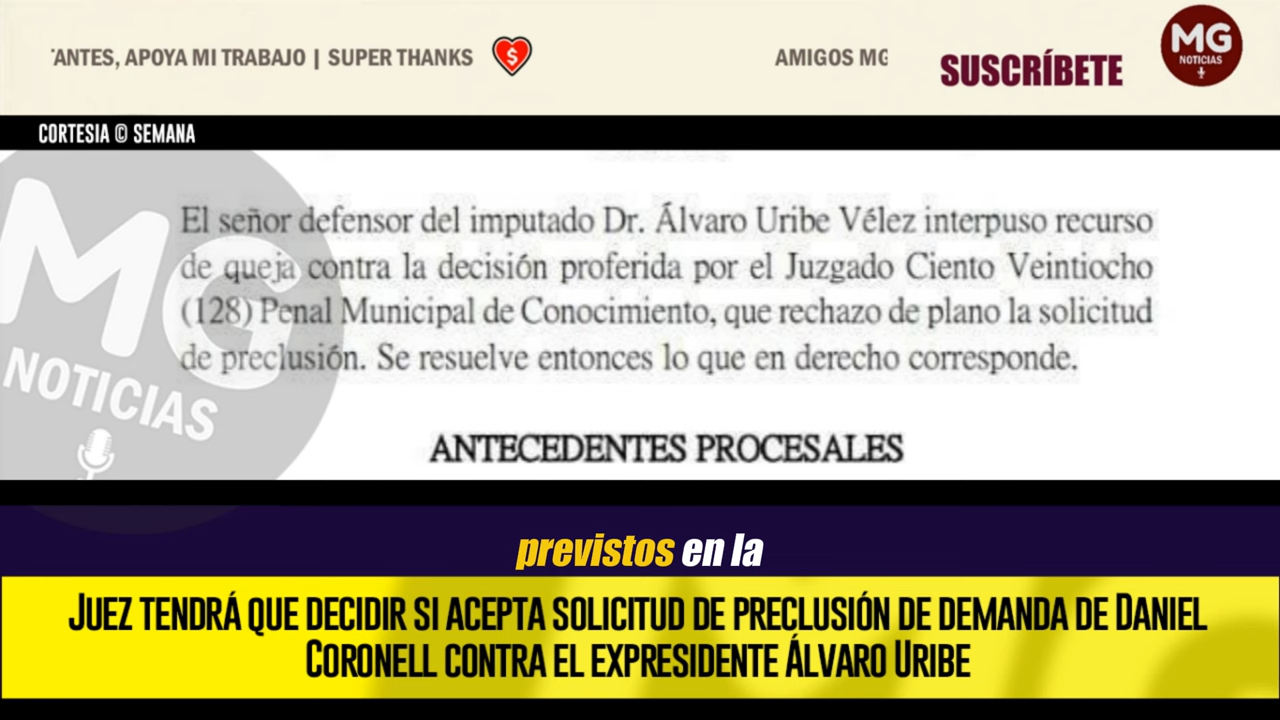 'ANTES, APOYA MI TRABAJO | SUPER THANKS
$
AMIGOS MG
SUSCRÍBETE
MG
NOTICIAS
CORTESIA © SEMANA
El señor defensor del imputado Dr. Álvaro Uribe Vélez interpuso recurso
de queja contra la decisión proferida por el Juzgado Ciento Veintiocho
(128) Penal Municipal de Conocimiento, que rechazo de plano la solicitud
de preclusión. Se resuelve entonces lo que en derecho corresponde.
MG
NOTICIAS
ANTECEDENTES PROCESALES
previstos en la
JUEZ TENDRÁ QUE DECIDIR SI ACEPTA SOLICITUD DE PRECLUSIÓN DE DEMANDA DE DANIEL
CORONELL CONTRA EL EXPRESIDENTE ÁLVARO URIBE